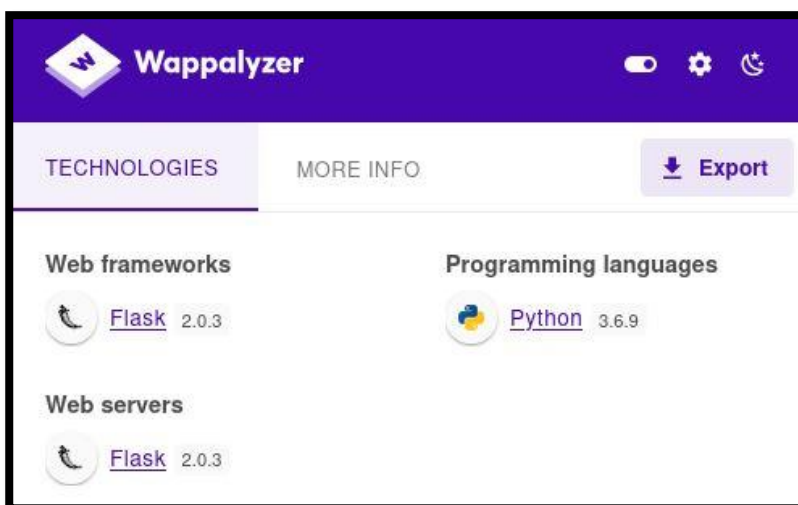 Wappalyzer
TECHNOLOGIES MORE INFO Export
Web frameworks Programming languages
Flask 2.0.3 Python 3.6.9
Web servers
Flask 2.0.3